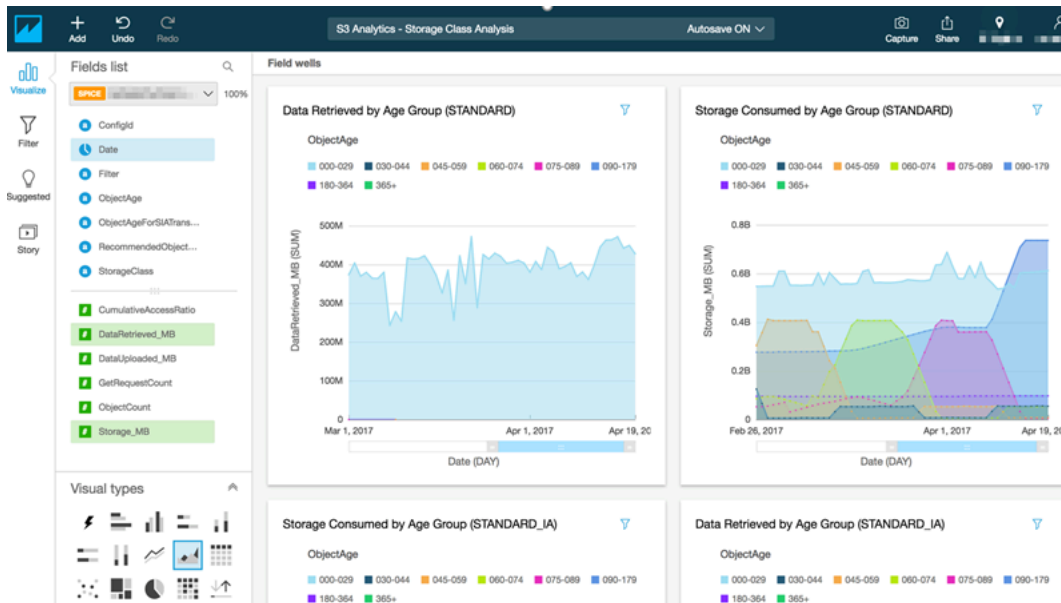 Add
Undo
Redo
S3 Analytics - Storage Class Analysis
Autosave ON
Capture
Share
Visualize
Filter
Suggested
Story
Fields list
SPICE
100%
ConfigId
Date
Filter
ObjectAge
ObjectAgeForSIATrans...
RecommendedObject...
StorageClass
CumulativeAccessRatio
DataRetrieved_MB
DataUploaded_MB
GetRequestCount
ObjectCount
Storage_MB
Visual types
Field wells
Data Retrieved by Age Group (STANDARD)
ObjectAge
000-029 030-044 045-059 060-074 075-089 090-179
180-364 365+
DataRetrieved_MB (SUM)
500M
400M
300M
200M
100M
0
Mar 1, 2017 Apr 1, 2017 Apr 19, 20
Date (DAY)
Storage Consumed by Age Group (STANDARD)
ObjectAge
000-029 030-044 045-059 060-074 075-089 090-179
180-364 365+
Storage_MB (SUM)
0.8B
0.6B
0.4B
0.2B
0
Feb 26, 2017 Apr 1, 2017 Apr 19, 20
Date (DAY)
Storage Consumed by Age Group (STANDARD_IA)
ObjectAge
000-029 030-044 045-059 060-074 075-089 090-179
180-364 365+
Data Retrieved by Age Group (STANDARD_IA)
ObjectAge
000-029 030-044 045-059 060-074 075-089 090-179
180-364 365+